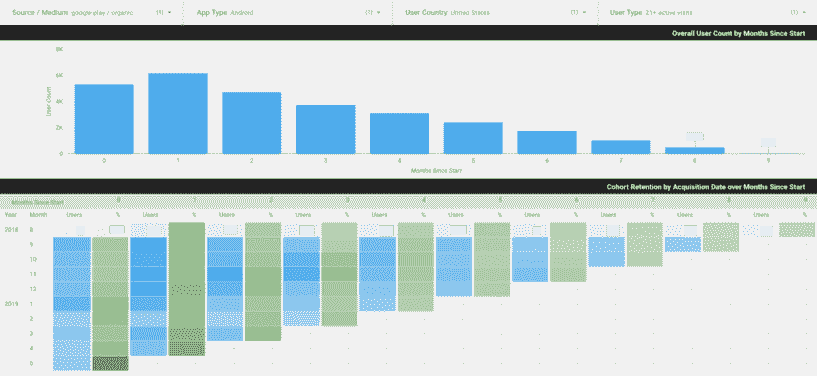 Source / Medium google-play / organic (1) App Type Android (1) User Country United States (1) User Type 21+ active visits (1)
Overall User Count by Months Since Start
8K
6K
4K
2K
0
User Count
0 1 2 3 4 5 6 7 8 9
Months Since Start
Cohort Retention by Acquisition Date over Months Since Start
Months Since Start 0 1 2 3 4 5 6 7 8 9
Year Month Users % Users % Users % Users % Users % Users % Users % Users % Users % Users %
2018 8
9
10
11
12
2019 1
2
3
4
5